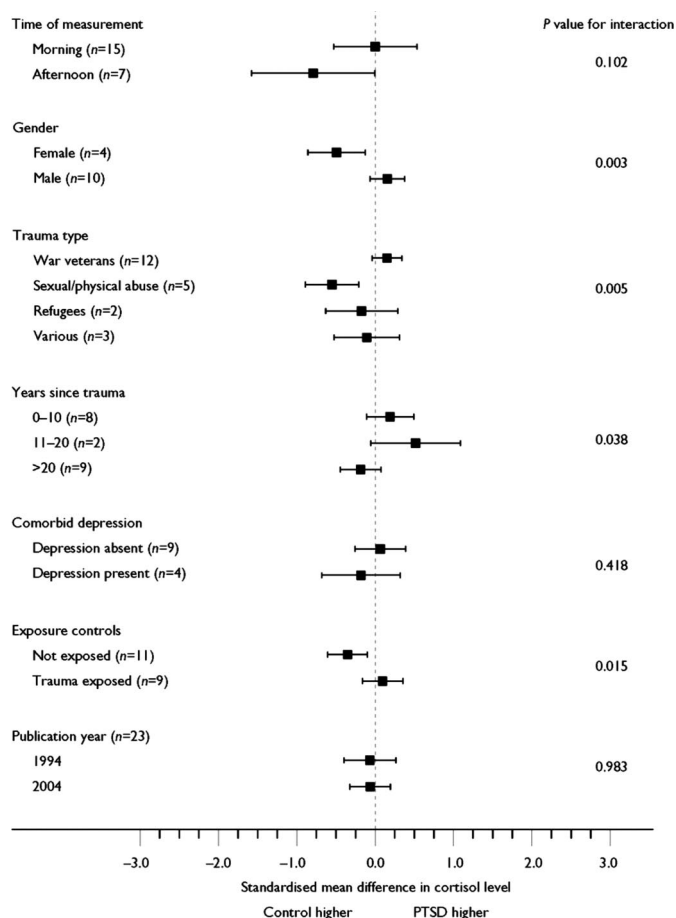 Time of measurement P value for interaction
Morning (n=15)
0.102
Afternoon (n=7)
Gender
Female (n=4)
0.003
Male (n=10)
Trauma type
War veterans (n=12)
Sexual/physical abuse (n=5) 0.005
Refugees (n=2)
Various (n=3)
Years since trauma
0–10 (n=8)
11–20 (n=2) 0.038
>20 (n=9)
Comorbid depression
Depression absent (n=9)
0.418
Depression present (n=4)
Exposure controls
Not exposed (n=11)
0.015
Trauma exposed (n=9)
Publication year (n=23)
1994
0.983
2004
–3.0 –2.0 –1.0 0.0 1.0 2.0 3.0
Standardised mean difference in cortisol level
Control higher PTSD higher